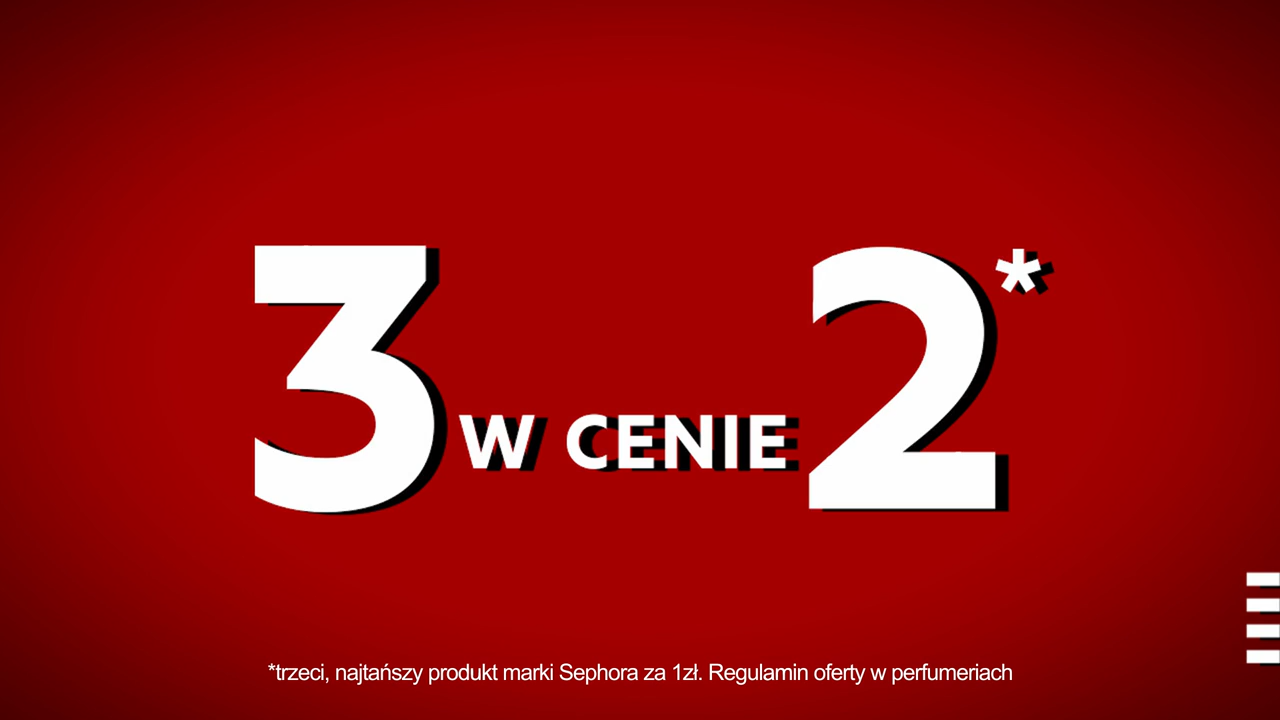 3 W CENIE 2*
*trzeci, najtańszy produkt marki Sephora za 1zł. Regulamin oferty w perfumeriach